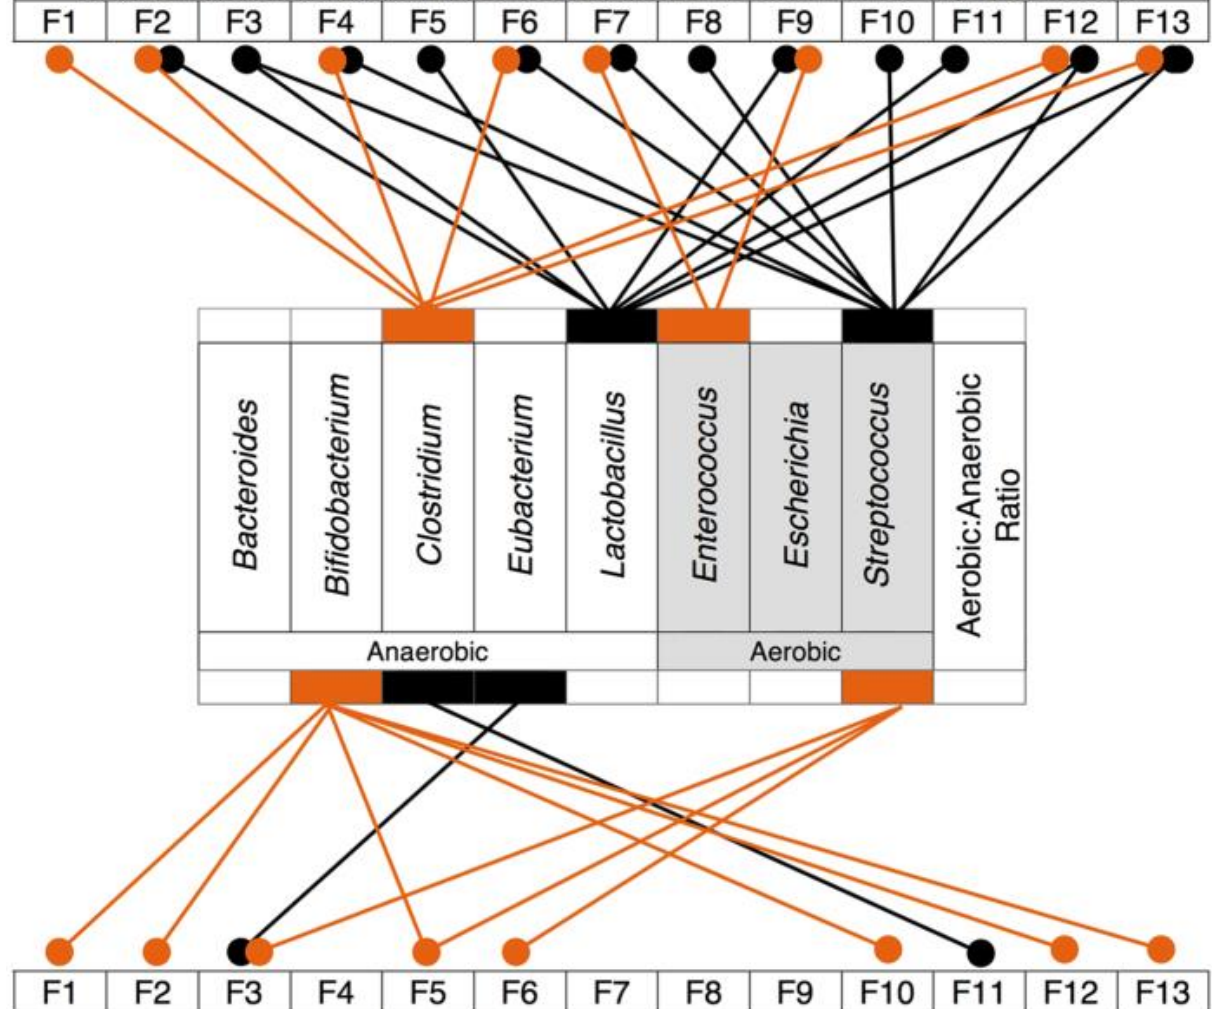 F1 F2 F3 F4 F5 F6 F7 F8 F9 F10 F11 F12 F13
Bacteroides
Bifidobacterium
Clostridium
Eubacterium
Lactobacillus
Enterococcus
Escherichia
Streptococcus
Aerobic:Anaerobic
Ratio
Anaerobic Aerobic
F1 F2 F3 F4 F5 F6 F7 F8 F9 F10 F11 F12 F13